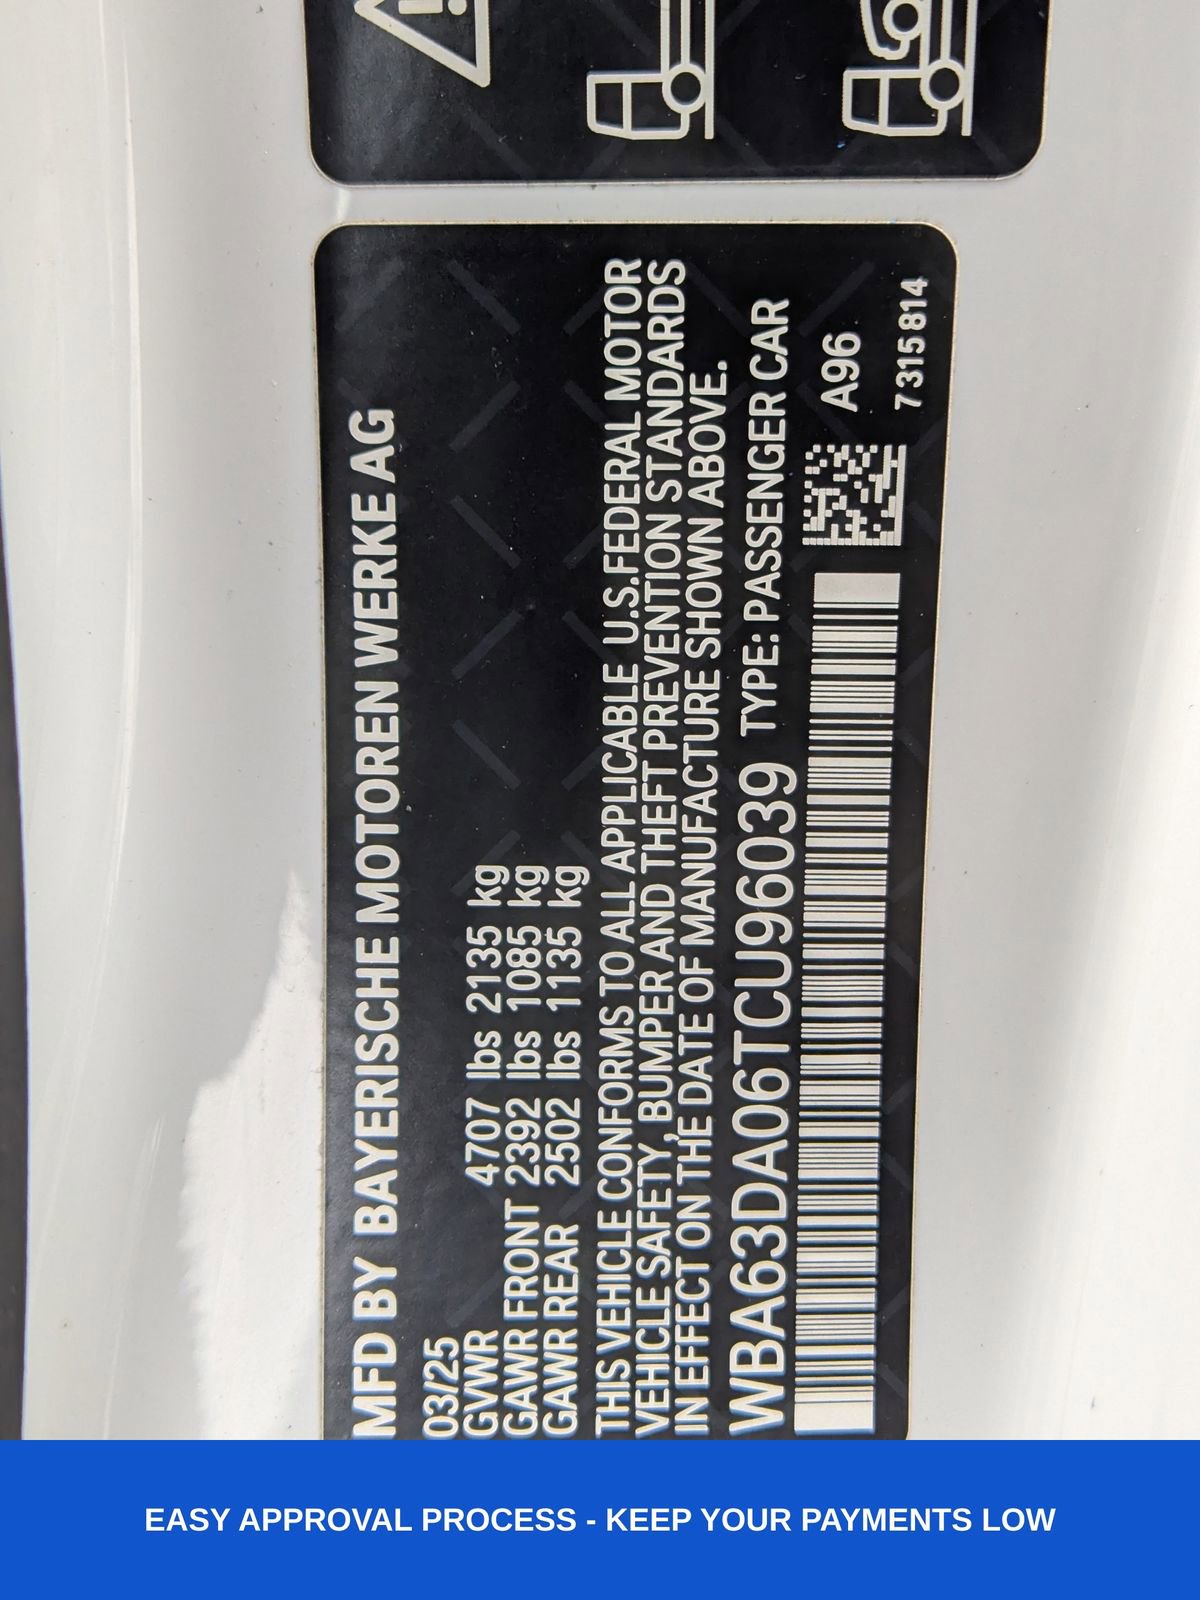 MFD BY BAYERISCHE MOTOREN WERKE AG
03/25
GVWR 4707 lbs 2135 kg
GAWR FRONT 2392 lbs 1085 kg
GAWR REAR 2502 lbs 1135 kg
THIS VEHICLE CONFORMS TO ALL APPLICABLE U.S.FEDERAL MOTOR
VEHICLE SAFETY, BUMPER AND THEFT PREVENTION STANDARDS
IN EFFECT ON THE DATE OF MANUFACTURE SHOWN ABOVE.
WBA63DA06TCU96039 TYPE: PASSENGER CAR
A96
7315814
EASY APPROVAL PROCESS - KEEP YOUR PAYMENTS LOW